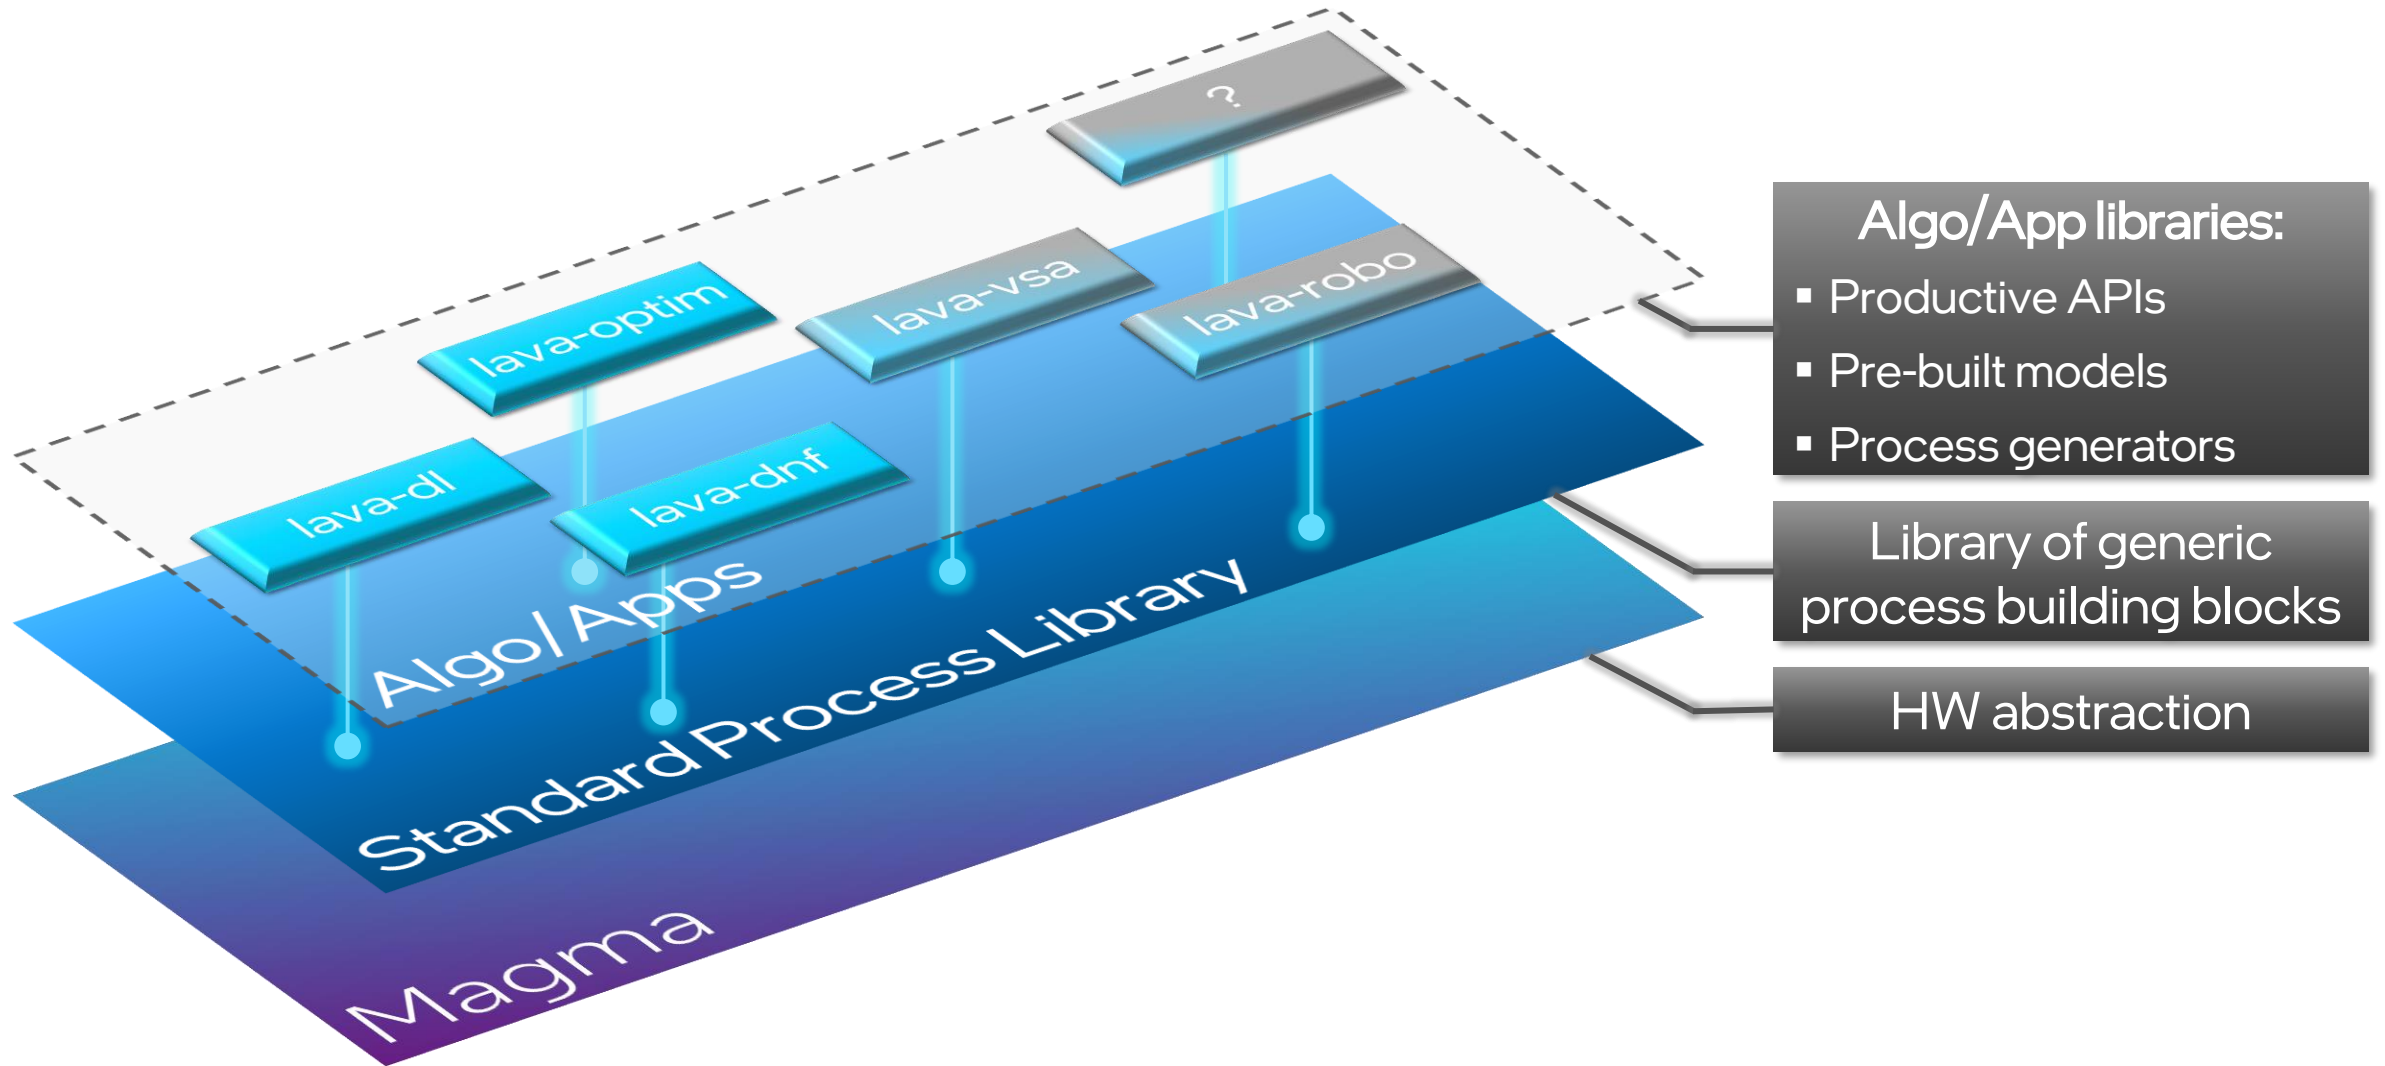 ?
lava-optim
lava-vsa
lava-robo
lava-dl
lava-dnf
Algo/Apps
Standard Process Library
Magma
Algo/App libraries:
▪ Productive APIs
▪ Pre-built models
▪ Process generators
Library of generic
process building blocks
HW abstraction